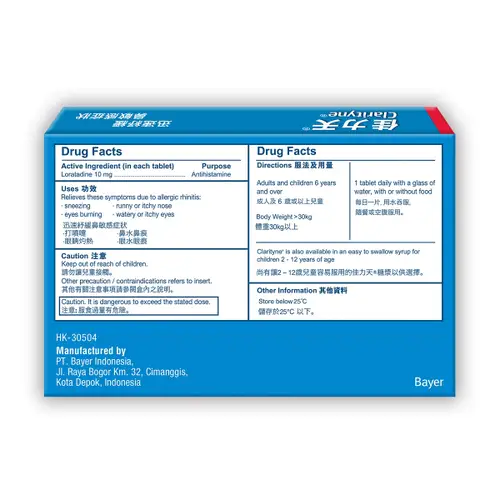 佳力天®
Clarityne®
迅速紓緩
鼻敏感症狀
Drug Facts
Active Ingredient (in each tablet) Purpose
Loratadine 10 mg Antihistamine
Uses 功效
Relieves these symptoms due to allergic rhinitis:
· sneezing · runny or itchy nose
· eyes burning · watery or itchy eyes
迅速紓緩鼻敏感症狀
·打噴嚏 ·鼻水鼻痕
·眼睛灼熱 ·眼水眼痕
Caution 注意
Keep out of reach of children.
請勿讓兒童接觸。
Other precaution / contraindications refers to insert.
其他有關注意事項請參閱盒內之說明。
Caution. It is dangerous to exceed the stated dose.
注意:服食過量有危險。
HK-30504
Manufactured by
PT. Bayer Indonesia,
Jl. Raya Bogor Km. 32, Cimanggis,
Kota Depok, Indonesia
Drug Facts
Directions 服法及用量
Adults and children 6 years
and over
成人及 6 歲或以上兒童
Body Weight >30kg
體重30kg以上
1 tablet daily with a glass of
water, with or without food
每日一片, 用水吞服,
隨餐或空腹服用。
Clarityne® is also available in an easy to swallow syrup for
children 2 - 12 years of age
尚有讓2 – 12歲兒童容易服用的佳力天®糖漿以供選擇。
Other Information 其他資料
Store below 25°C
儲存於25°C 以下。
Bayer